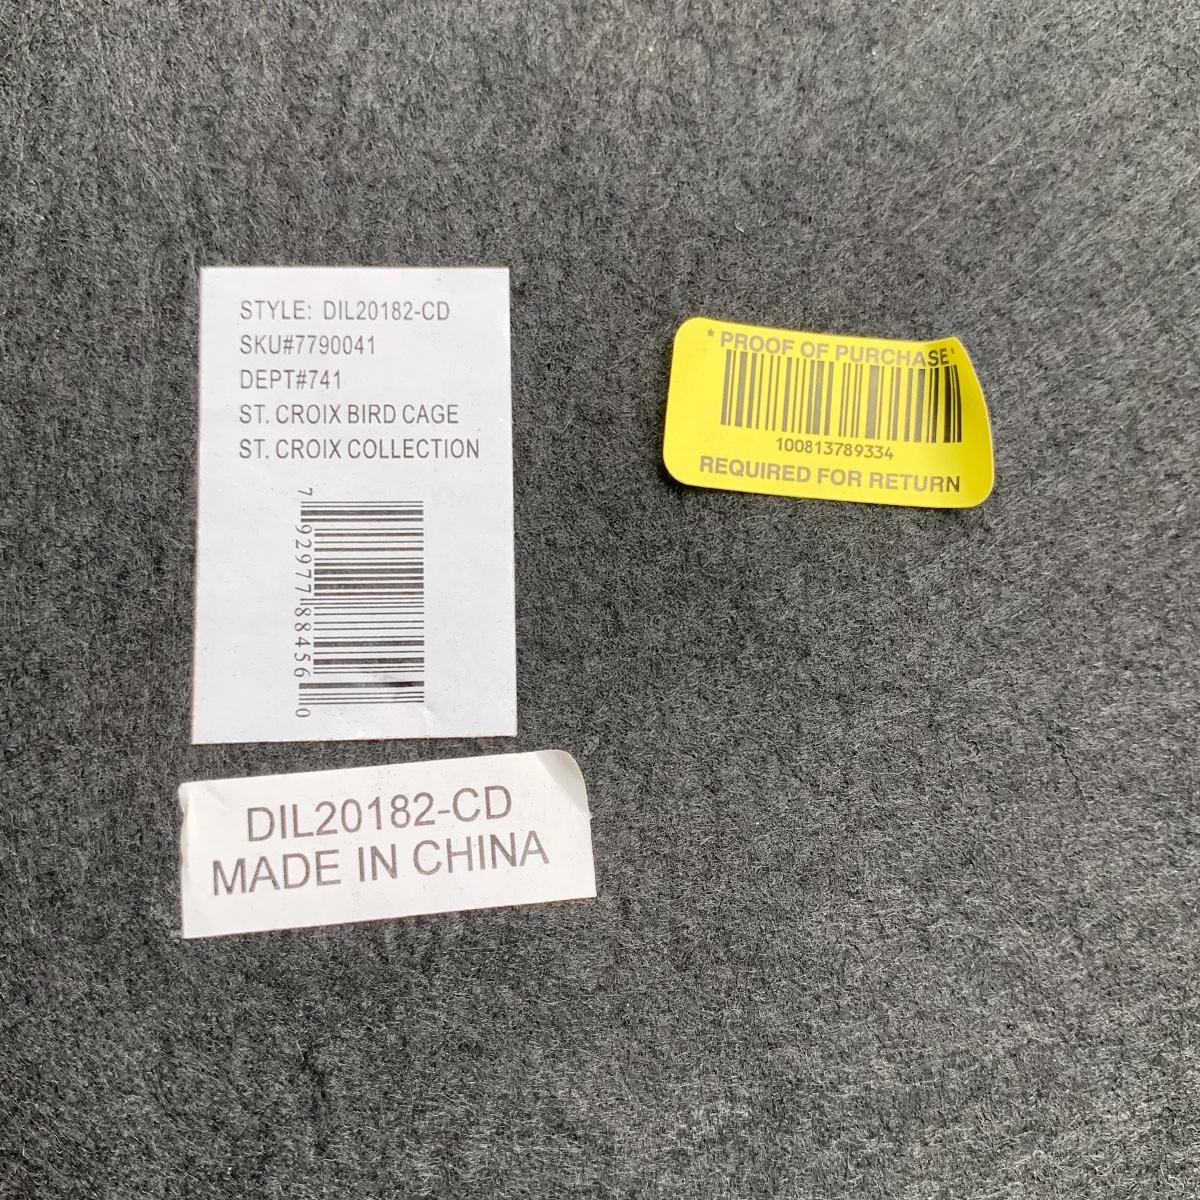 STYLE: DIL20182-CD
SKU#7790041
DEPT#741
ST. CROIX BIRD CAGE
ST. CROIX COLLECTION
7 92977 88456 0
DIL20182-CD
MADE IN CHINA
* PROOF OF PURCHASE *
100813789334
REQUIRED FOR RETURN